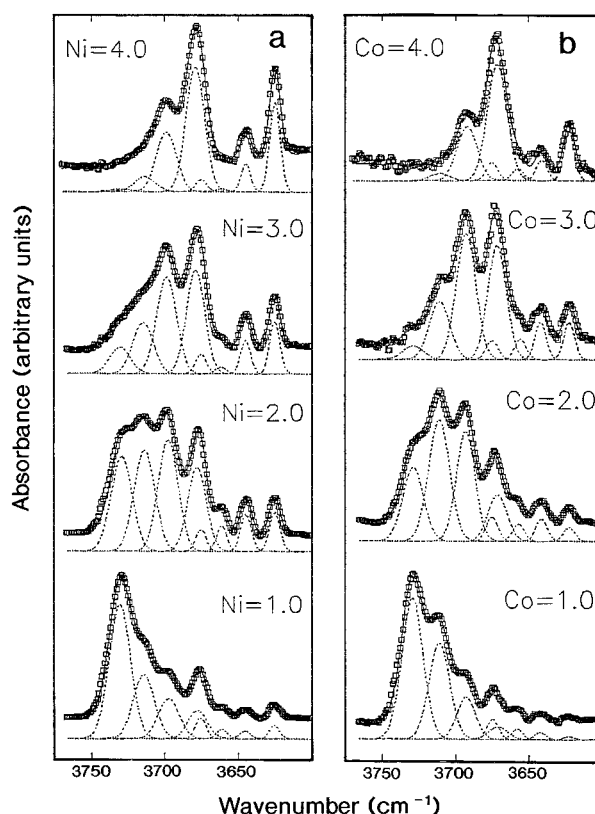 a
Ni=4.0
Ni=3.0
Ni=2.0
Ni=1.0
b
Co=4.0
Co=3.0
Co=2.0
Co=1.0
Absorbance (arbitrary units)
3750 3700 3650
3750 3700 3650
Wavenumber (cm⁻¹)